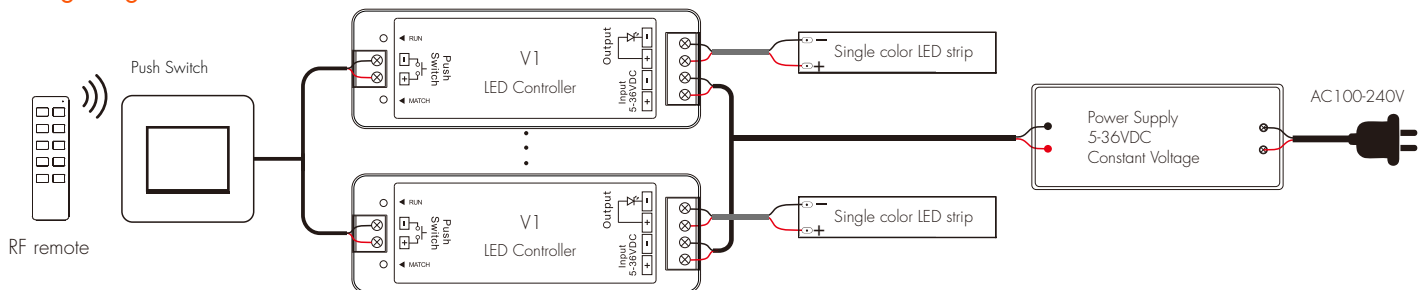 RF remote
Push Switch
RUN
Push
Switch
MATCH
V1
LED Controller
Output
Input
5-36VDC
Single color LED strip
RUN
Push
Switch
MATCH
V1
LED Controller
Output
Input
5-36VDC
Single color LED strip
Power Supply
5-36VDC
Constant Voltage
AC100-240V